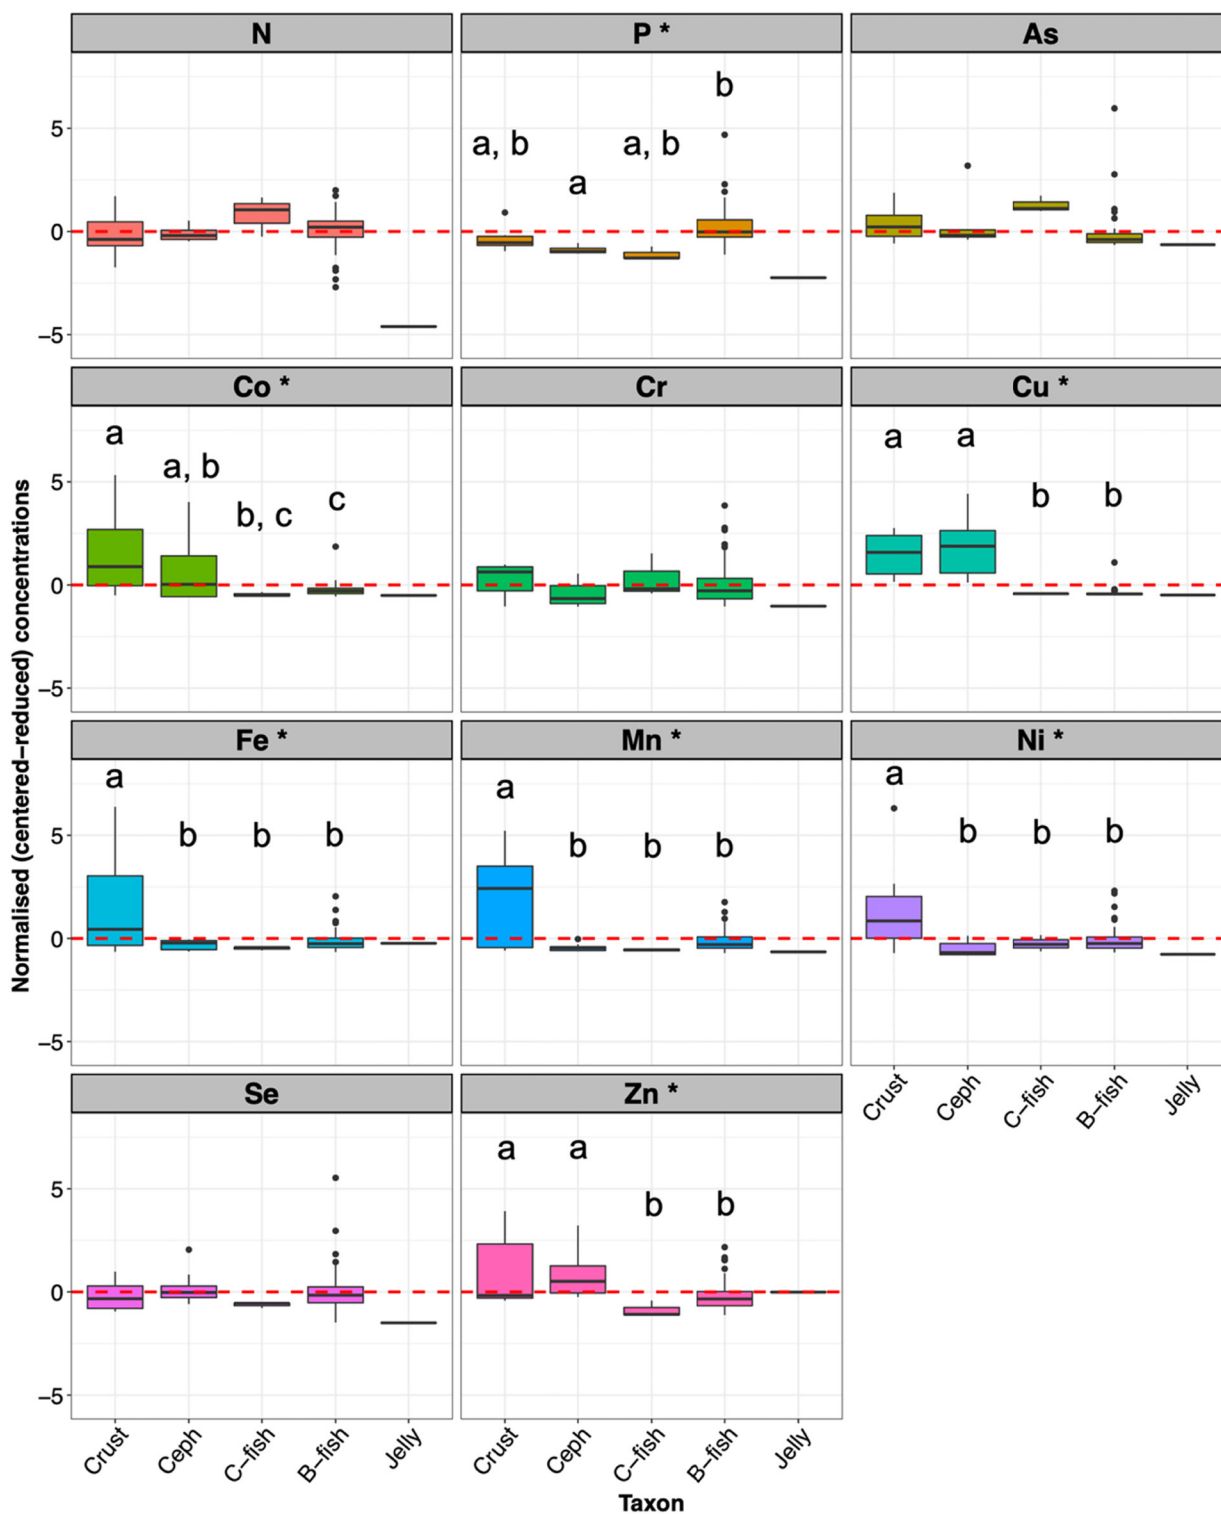 N
P *
As
5
0
−5
a, b
a
a, b
b
Co *
Cr
Cu *
5
0
−5
a
a, b
b, c
c
a
a
b
b
Fe *
Mn *
Ni *
5
0
−5
a
b
b
b
a
b
b
b
a
b
b
b
Se
Zn *
5
0
−5
a
a
b
b
Crust
Ceph
C−fish
B−fish
Jelly
Crust
Ceph
C−fish
B−fish
Jelly
Crust
Ceph
C−fish
B−fish
Jelly
Taxon
Normalised (centered−reduced) concentrations